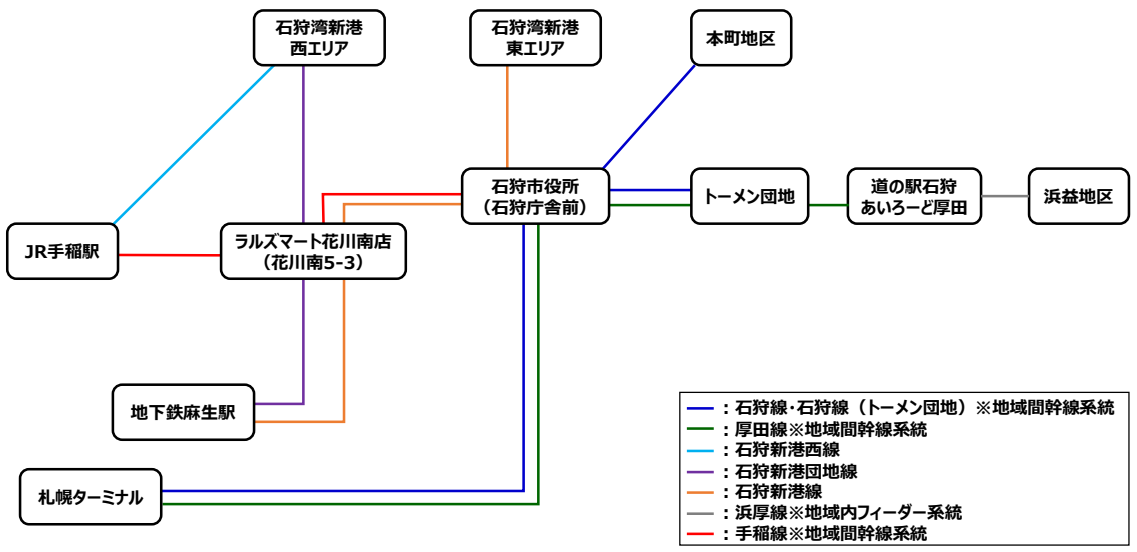 石狩湾新港
西エリア
石狩湾新港
東エリア
本町地区
石狩市役所
（石狩庁舎前）
トーメン団地
道の駅石狩
あいろーど厚田
浜益地区
JR手稲駅
ラルズマート花川南店
（花川南5-3）
地下鉄麻生駅
札幌ターミナル
：石狩線・石狩線（トーメン団地）※地域間幹線系統
：厚田線※地域間幹線系統
：石狩新港西線
：石狩新港団地線
：石狩新港線
：浜厚線※地域内フィーダー系統
：手稲線※地域間幹線系統